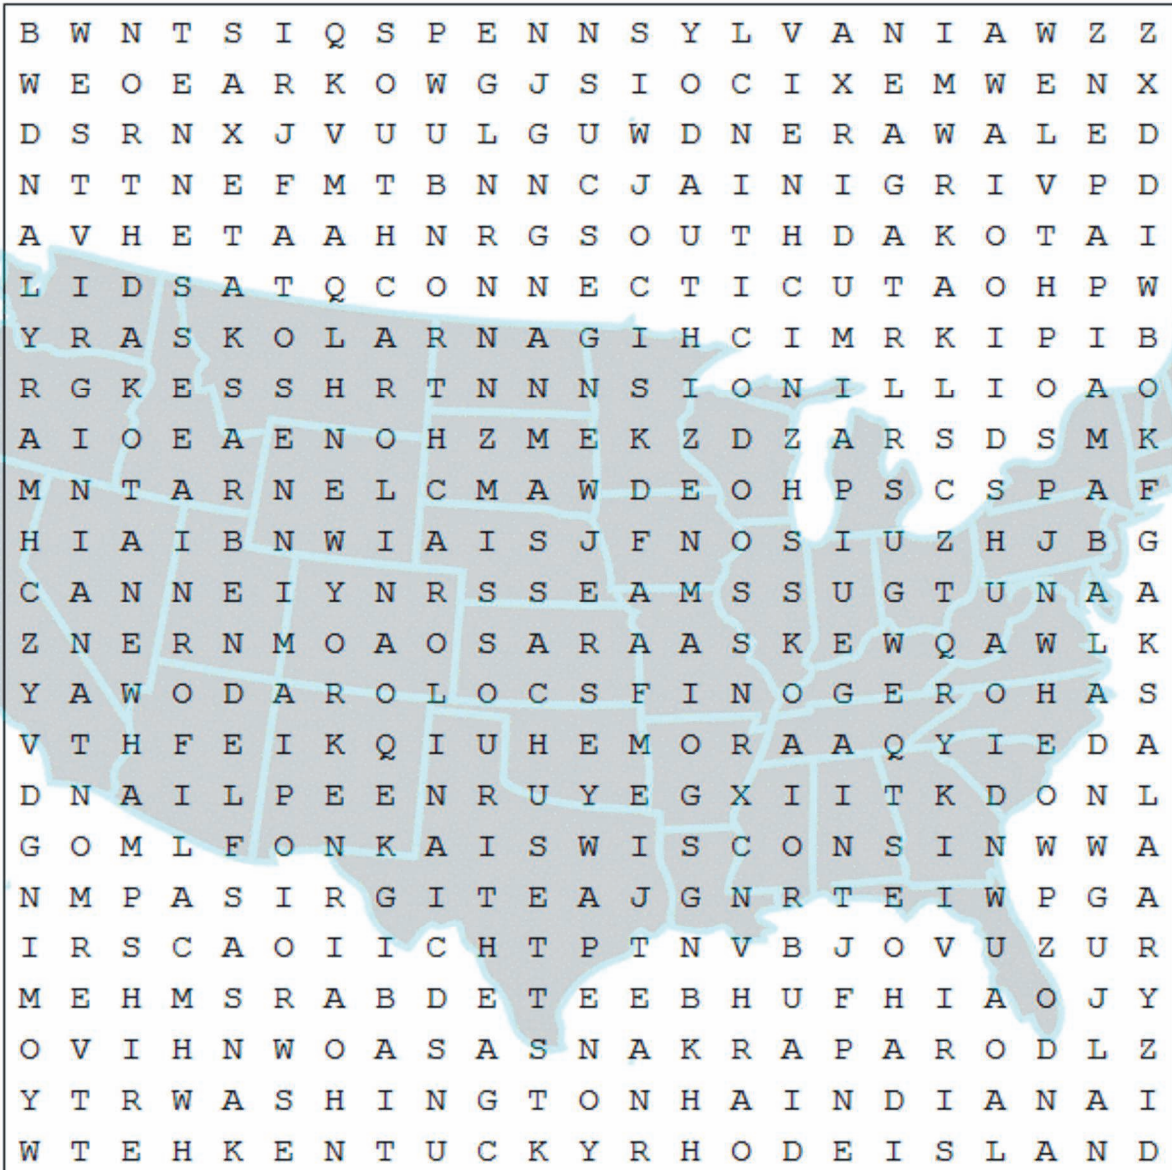 B W N T S I Q S P E N N S Y L V A N I A W Z Z
W E O E A R K O W G J S I O C I X E M W E N X
D S R N X J V U U L G U W D N E R A W A L E D
N T T N E F M T B N N C J A I N I G R I V P D
A V H E T A A H N R G S O U T H D A K O T A I
L I D S A T Q C O N N E C T I C U T A O H P W
Y R A S K O L A R N A G I H C I M R K I P I B
R G K E S S H R T N N N S I O N I L L I O A O
A I O E A E N O H Z M E K Z D Z A R S D S M K
M N T A R N E L C M A W D E O H P S C S P A F
H I A I B N W I A I S J F N O S I U Z H J B G
C A N N E I Y N R S S E A M S S U G T U N A A
Z N E R N M O A O S A R A A S K E W Q A W L K
Y A W O D A R O L O C S F I N O G E R O H A S
V T H F E I K Q I U H E M O R A A Q Y I E D A
D N A I L P E E N R U Y E G X I I T K D O N L
G O M L F O N K A I S W I S C O N S I N W W A
N M P A S I R G I T E A J G N R T E I W P G A
I R S C A O I I C H T P T N V B J O V U Z U R
M E H M S R A B D E T E E B H U F H I A O J Y
O V I H N W O A S A S N A K R A P A R O D L Z
Y T R W A S H I N G T O N H A I N D I A N A I
W T E H K E N T U C K Y R H O D E I S L A N D